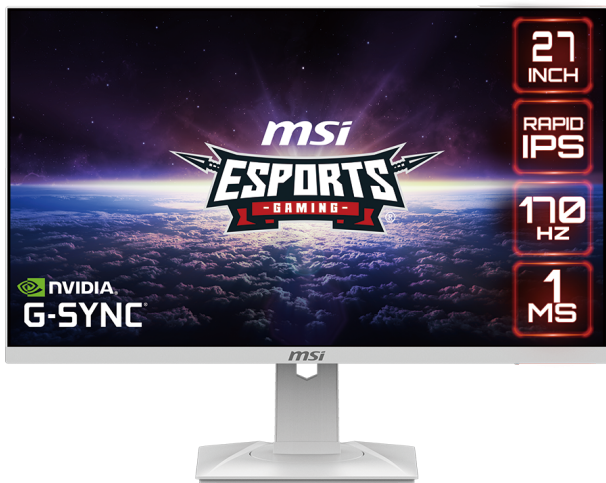 27
INCH
RAPID
IPS
170
HZ
1
MS
msi
ESPORTS
- GAMING -
®
NVIDIA.
G-SYNC®
msi